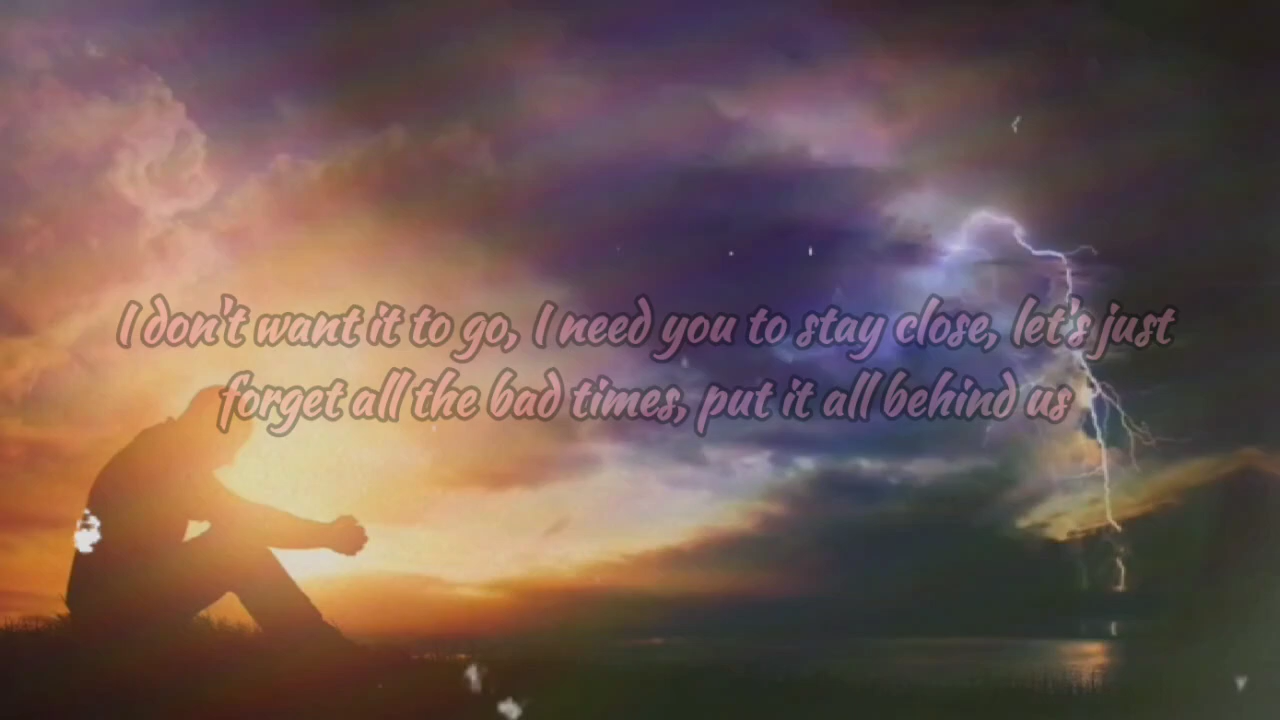 I don't want it to go, I need you to stay close, let's just
forget all the bad times, put it all behind us